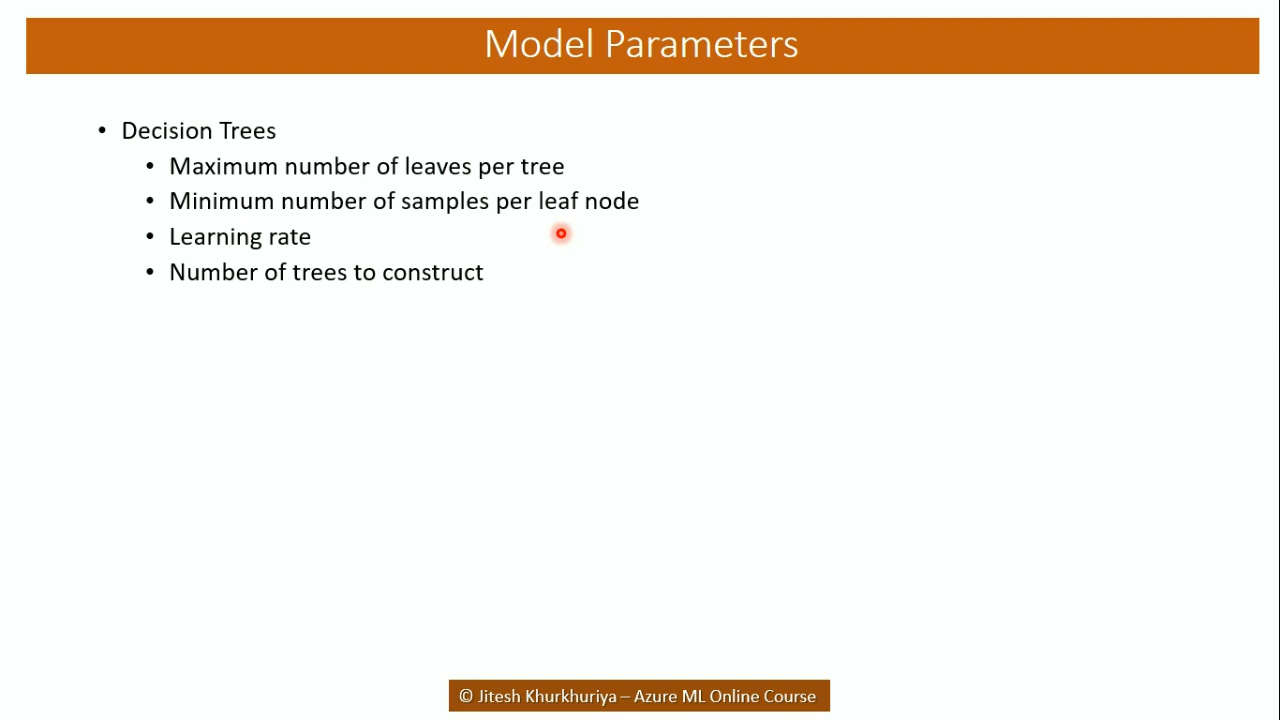 Model Parameters
• Decision Trees
• Maximum number of leaves per tree
• Minimum number of samples per leaf node
• Learning rate
• Number of trees to construct
© Jitesh Khurkhuriya – Azure ML Online Course